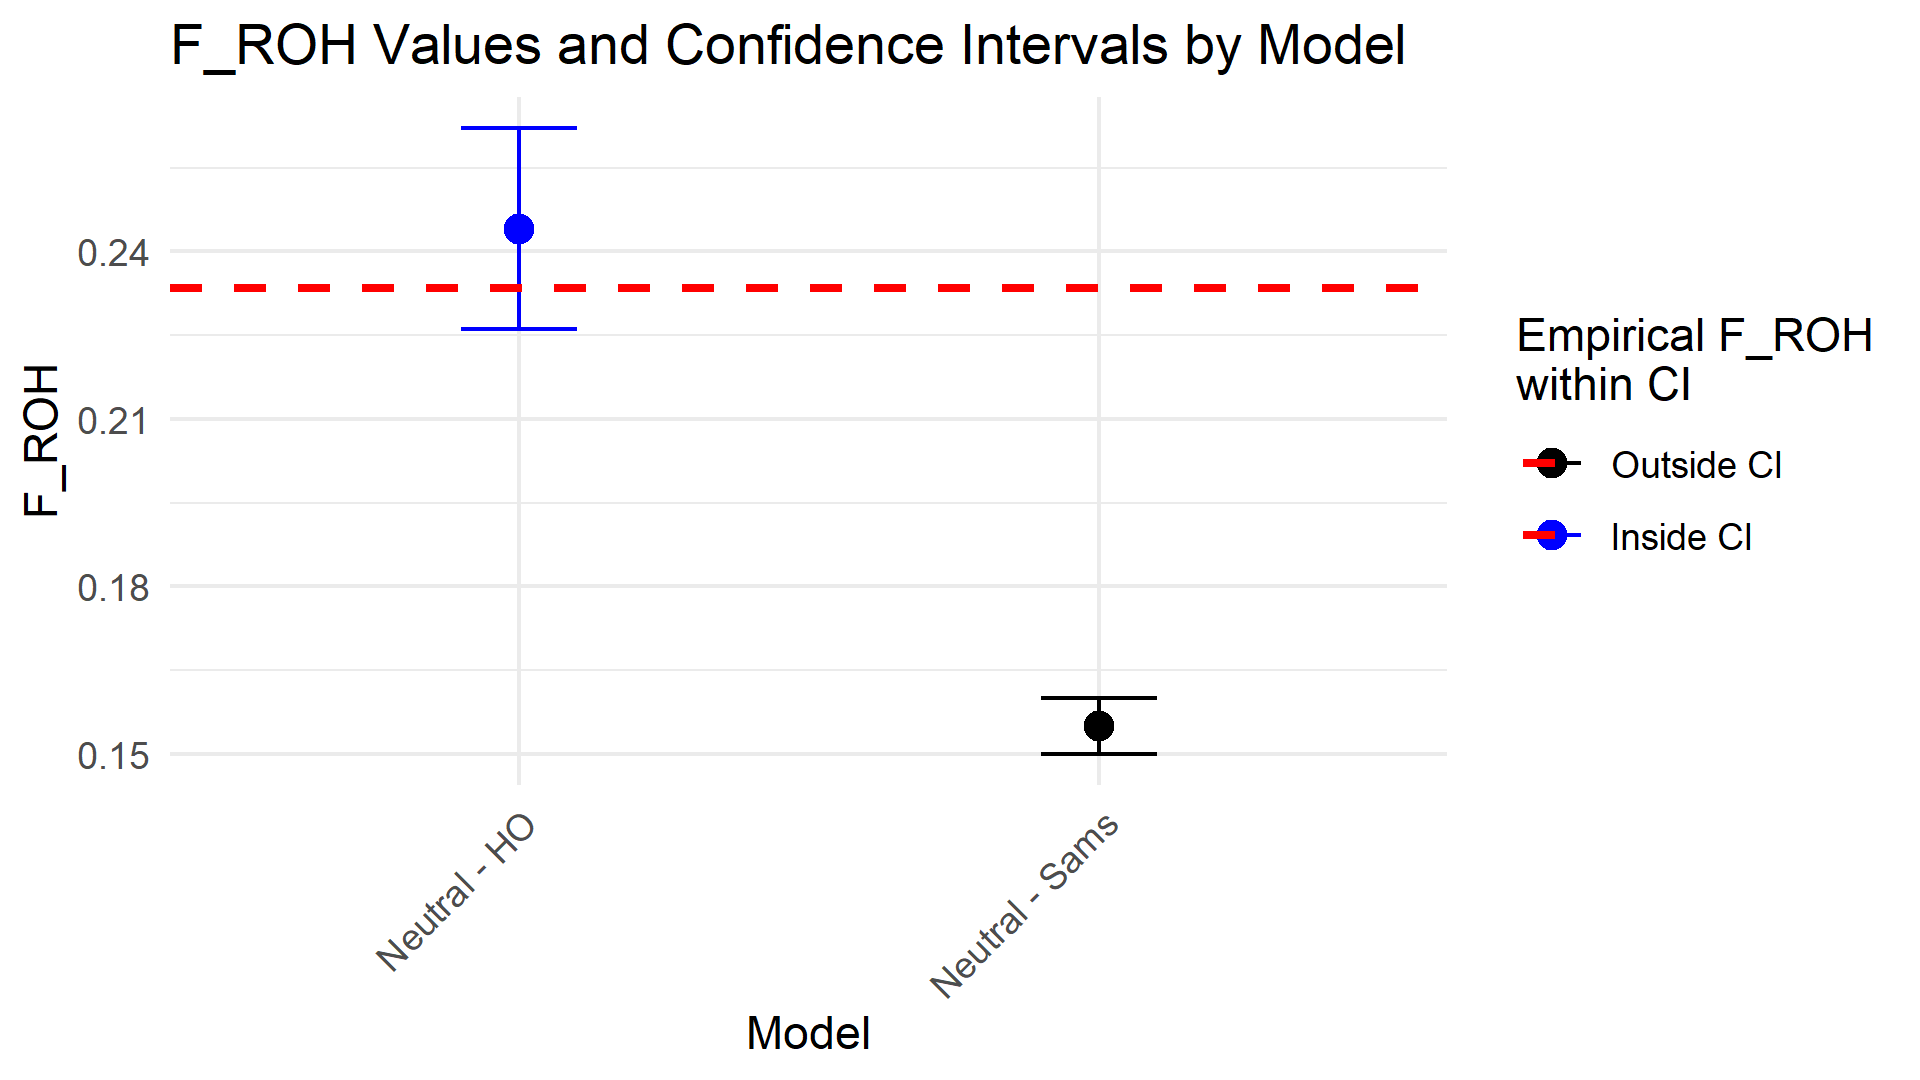 F_ROH Values and Confidence Intervals by Model
F_ROH
0.24
0.21
0.18
0.15
Neutral - HO
Neutral - Sams
Model
Empirical F_ROH
within CI
Outside CI
Inside CI